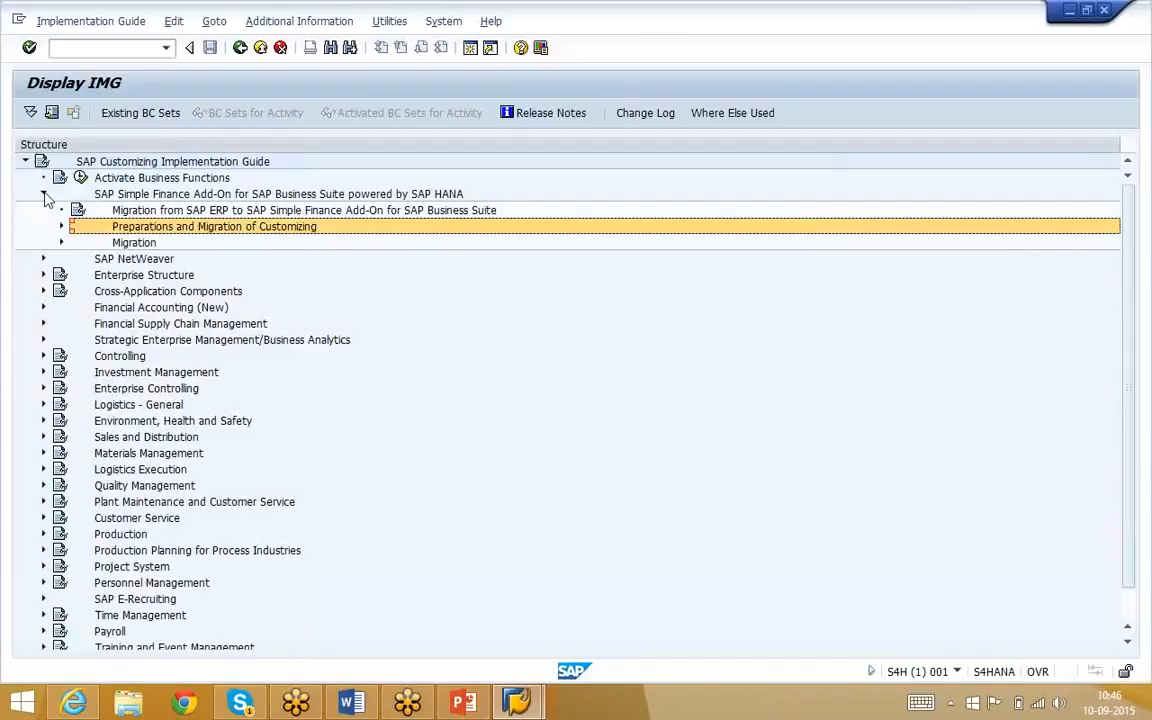 Implementation Guide Edit Goto Additional Information Utilities System Help
Display IMG
Existing BC Sets BC Sets for Activity Activated BC Sets for Activity Release Notes Change Log Where Else Used
Structure
SAP Customizing Implementation Guide
Activate Business Functions
SAP Simple Finance Add-On for SAP Business Suite powered by SAP HANA
Migration from SAP ERP to SAP Simple Finance Add-On for SAP Business Suite
Preparations and Migration of Customizing
Migration
SAP NetWeaver
Enterprise Structure
Cross-Application Components
Financial Accounting (New)
Financial Supply Chain Management
Strategic Enterprise Management/Business Analytics
Controlling
Investment Management
Enterprise Controlling
Logistics - General
Environment, Health and Safety
Sales and Distribution
Materials Management
Logistics Execution
Quality Management
Plant Maintenance and Customer Service
Customer Service
Production
Production Planning for Process Industries
Project System
Personnel Management
SAP E-Recruiting
Time Management
Payroll
Training and Event Management
SAP S4H (1) 001 S4HANA OVR
10:46
10-09-2015